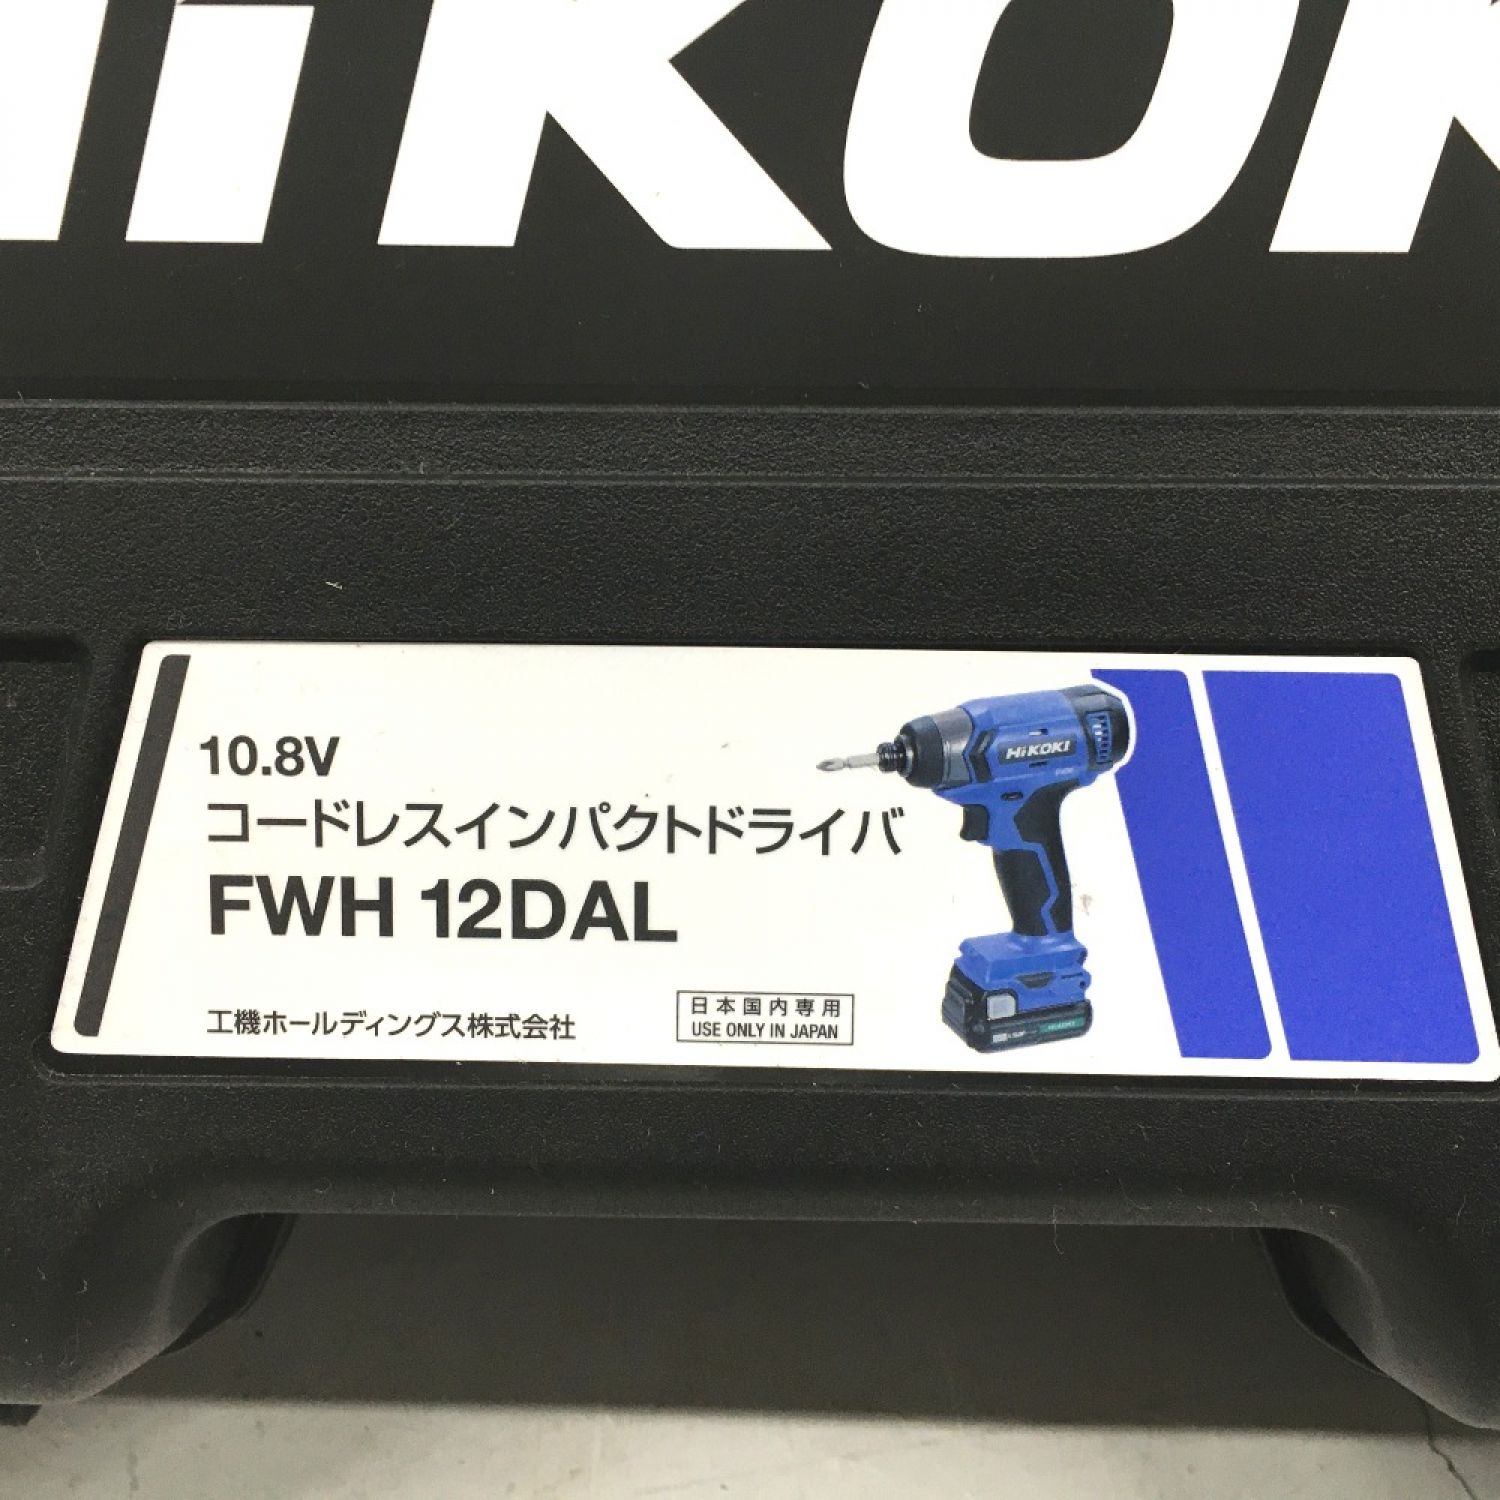 HiKOK
10.8V
コードレスインパクトドライバ
FWH 12DAL
HiKOKI
工機ホールディングス株式会社
日本国内専用
USE ONLY IN JAPAN